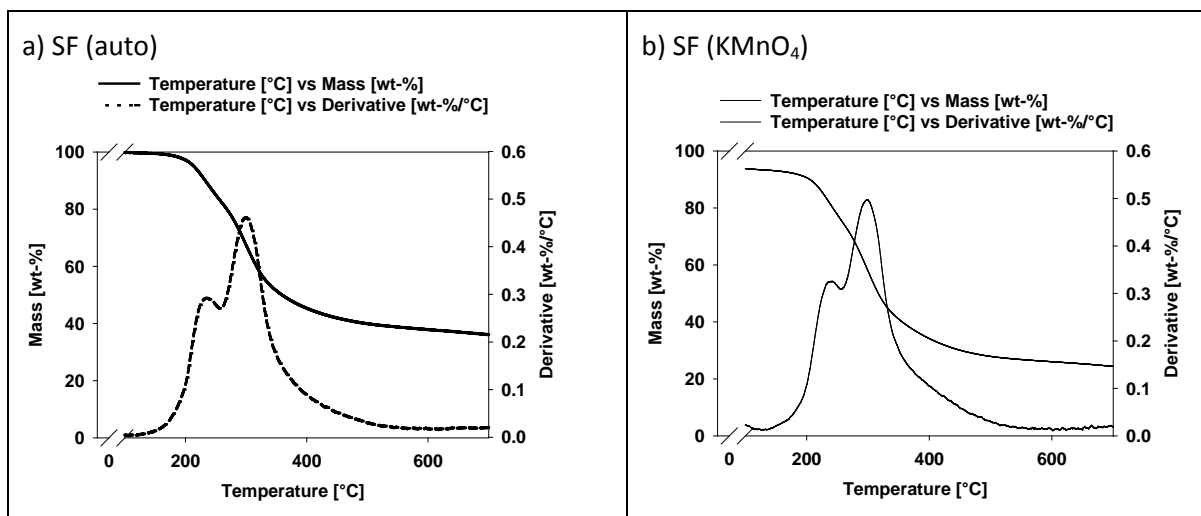 a) SF (auto)
Temperature [°C] vs Mass [wt-%]
Temperature [°C] vs Derivative [wt-%/°C]
100
80
60
40
20
0
Mass [wt-%]
0.6
0.5
0.4
0.3
0.2
0.1
0.0
Derivative [wt-%/°C]
0 200 400 600
Temperature [°C]
b) SF (KMnO4)
Temperature [°C] vs Mass [wt-%]
Temperature [°C] vs Derivative [wt-%/°C]
100
80
60
40
20
0
Mass [wt-%]
0.6
0.5
0.4
0.3
0.2
0.1
0.0
Derivative [wt-%/°C]
0 200 400 600
Temperature [°C]